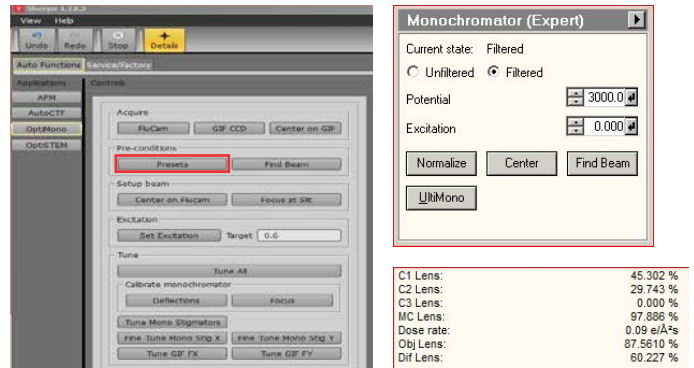 Sherpa 1.12.5
View Help
Undo Redo Stop Details
Auto Functions Service/Factory
Applications Controls
APM
AutoCTF
OptiMono
OptiSTEM
Acquire
FluCam GIF CCD Center on GIF
Pre-conditions
Presets Find Beam
Setup beam
Center on Flucam Focus at Slit
Excitation
Set Excitation Target 0.6
Tune
Tune All
Calibrate monochromator
Deflections Focus
Tune Mono Stigmators
Fine Tune Mono Stig X Fine Tune Mono Stig Y
Tune GIF FX Tune GIF FY
Monochromator (Expert)
Current state: Filtered
Unfiltered Filtered
Potential 3000.0
Excitation 0.000
Normalize Center Find Beam
UltiMono
C1 Lens: 45.302 %
C2 Lens: 29.743 %
C3 Lens: 0.000 %
MC Lens: 97.886 %
Dose rate: 0.09 e/Å²s
Obj Lens: 87.5610 %
Dif Lens: 60.227 %